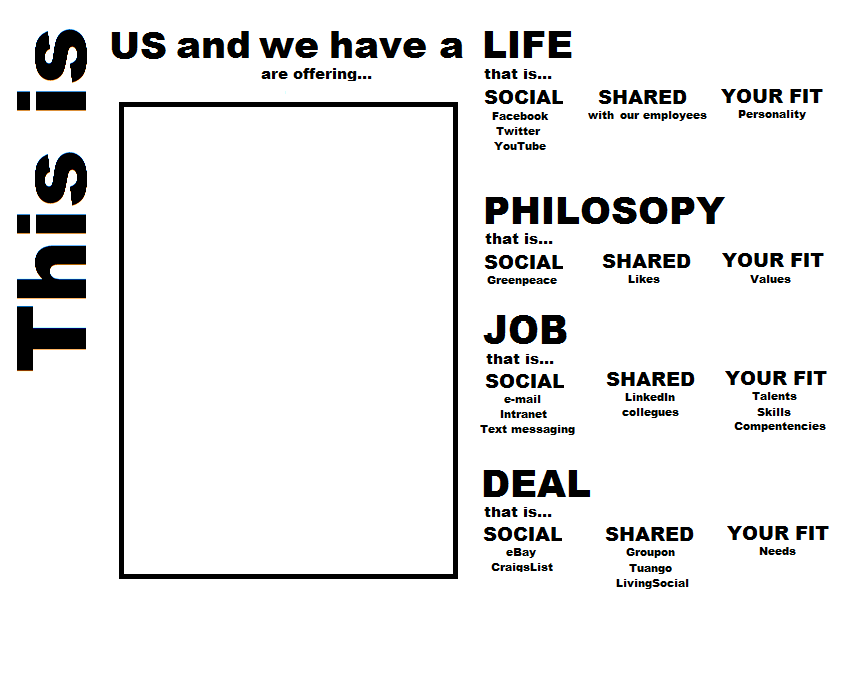 This is
US and we have a LIFE
are offering...
that is...
SOCIAL SHARED YOUR FIT
Facebook with our employees Personality
Twitter
YouTube
PHILOSOPY
that is...
SOCIAL SHARED YOUR FIT
Greenpeace Likes Values
JOB
that is...
SOCIAL SHARED YOUR FIT
e-mail LinkedIn Talents
Intranet collegues Skills
Text messaging Compentencies
DEAL
that is...
SOCIAL SHARED YOUR FIT
eBay Groupon Needs
CraigsList Tuango
LivingSocial